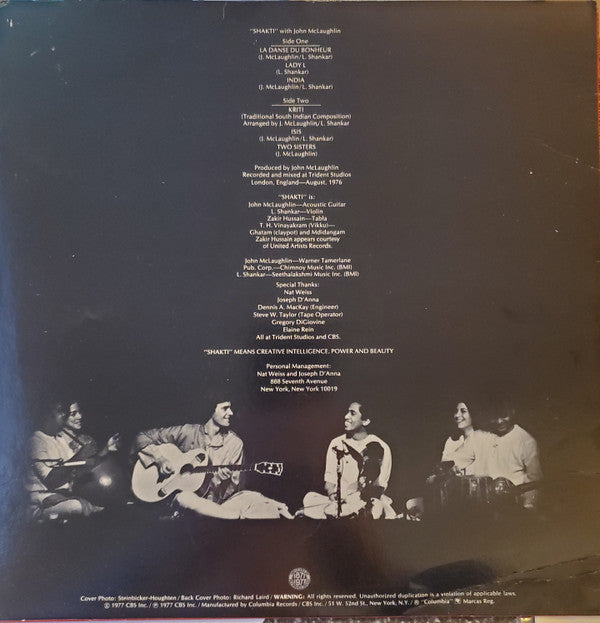 "SHAKTI" with John McLaughlin
Side One
LA DANSE DU BONHEUR
(J. McLaughlin/L. Shankar)
LADY L
(L. Shankar)
INDIA
(J. McLaughlin/L. Shankar)
Side Two
KRITI
(Traditional South Indian Composition)
Arranged by J. McLaughlin/L. Shankar
ISIS
(J. McLaughlin/L. Shankar)
TWO SISTERS
(J. McLaughlin)
Produced by John McLaughlin
Recorded and mixed at Trident Studios
London, England—August, 1976
"SHAKTI" is:
John McLaughlin—Acoustic Guitar
L. Shankar—Violin
Zakir Hussain—Tabla
T. H. Vinayakram (Vikku)—
Ghatam (claypot) and Mdidangam
Zakir Hussain appears courtesy
of United Artists Records.
John McLaughlin—Warner Tamerlane
Pub. Corp.—Chimnoy Music Inc. (BMI)
L. Shankar—Seethalakshmi Music Inc. (BMI)
Special Thanks:
Nat Weiss
Joseph D'Anna
Dennis A. MacKay (Engineer)
Steve W. Taylor (Tape Operator)
Gregory DiGiovine
Elaine Rein
All at Trident Studios and CBS.
"SHAKTI" MEANS CREATIVE INTELLIGENCE, POWER AND BEAUTY
Personal Management:
Nat Weiss and Joseph D'Anna
888 Seventh Avenue
New York, New York 10019
1877
1977
Cover Photo: Steinbicker-Houghten/Back Cover Photo: Richard Laird/WARNING: All rights reserved. Unauthorized duplication is a violation of applicable laws.
© 1977 CBS Inc./℗ 1977 CBS Inc./Manufactured by Columbia Records/CBS Inc./51 W. 52nd St., New York, N.Y./® "Columbia" Marcas Reg.